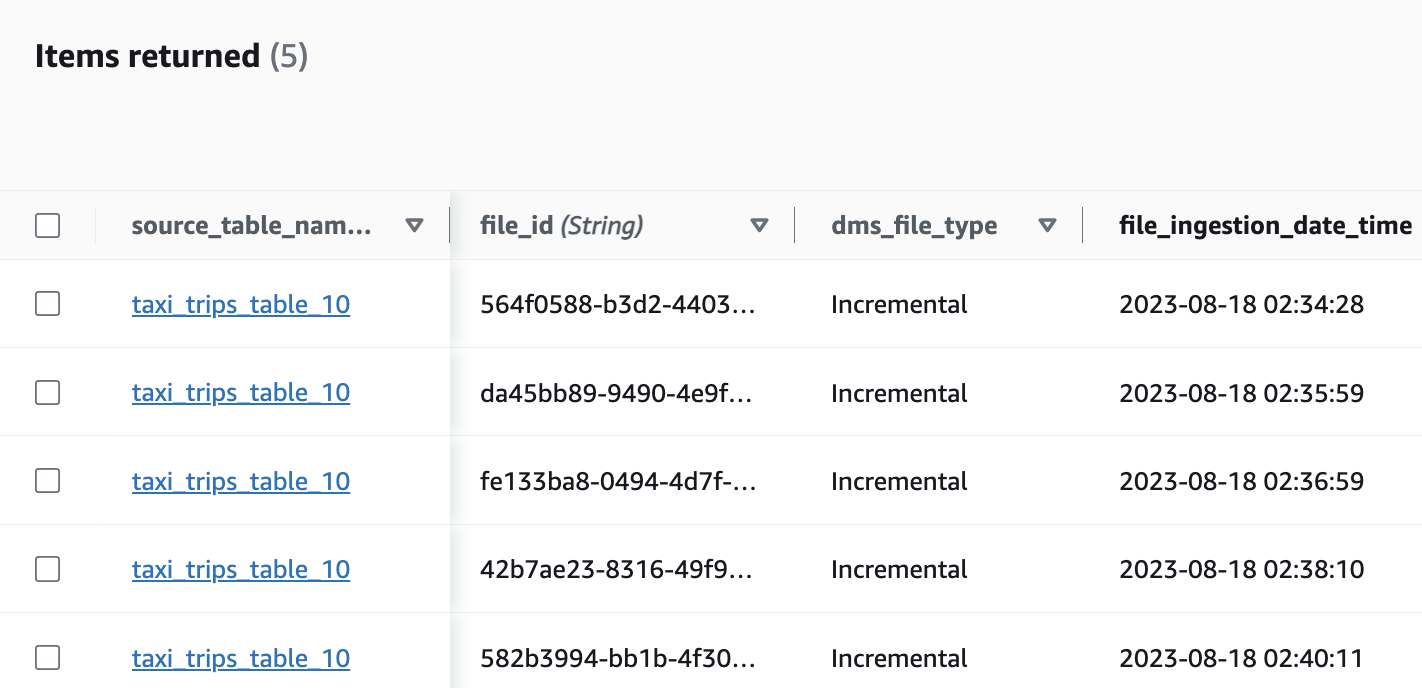 Items returned (5)
source_table_nam... file_id (String) dms_file_type file_ingestion_date_time
taxi_trips_table_10 564f0588-b3d2-4403... Incremental 2023-08-18 02:34:28
taxi_trips_table_10 da45bb89-9490-4e9f... Incremental 2023-08-18 02:35:59
taxi_trips_table_10 fe133ba8-0494-4d7f-... Incremental 2023-08-18 02:36:59
taxi_trips_table_10 42b7ae23-8316-49f9... Incremental 2023-08-18 02:38:10
taxi_trips_table_10 582b3994-bb1b-4f30... Incremental 2023-08-18 02:40:11